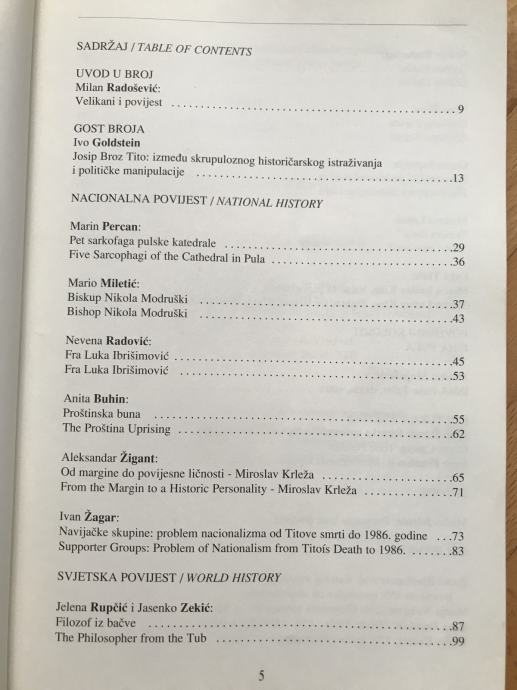 SADRŽAJ / TABLE OF CONTENTS
UVOD U BROJ
Milan Radošević:
Velikani i povijest ........................................ 9
GOST BROJA
Ivo Goldstein
Josip Broz Tito: između skrupuloznog historičarskog istraživanja
i političke manipulacije ........................................13
NACIONALNA POVIJEST / NATIONAL HISTORY
Marin Percan:
Pet sarkofaga pulske katedrale ........................................29
Five Sarcophagi of the Cathedral in Pula ........................................36
Mario Miletić:
Biskup Nikola Modruški ........................................37
Bishop Nikola Modruški ........................................43
Nevena Radović:
Fra Luka Ibrišimović ........................................45
Fra Luka Ibrišimović ........................................53
Anita Buhin:
Proštinska buna ........................................55
The Proština Uprising ........................................62
Aleksandar Žigant:
Od margine do povijesne ličnosti - Miroslav Krleža ........................................65
From the Margin to a Historic Personality - Miroslav Krleža ........................................71
Ivan Žagar:
Navijačke skupine: problem nacionalizma od Titove smrti do 1986. godine ...73
Supporter Groups: Problem of Nationalism from Titoís Death to 1986. .......83
SVJETSKA POVIJEST / WORLD HISTORY
Jelena Rupčić i Jasenko Zekić:
Filozof iz bačve ........................................87
The Philosopher from the Tub ........................................99
5